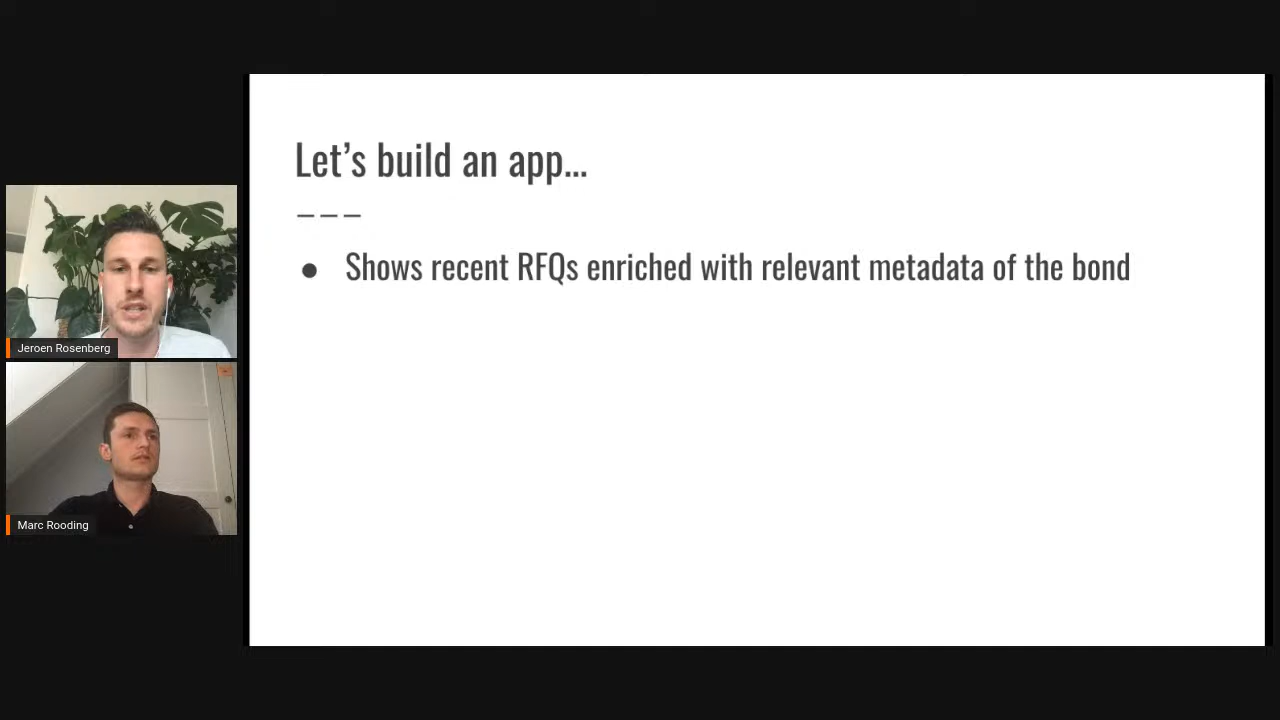 Let’s build an app...
Shows recent RFQs enriched with relevant metadata of the bond
Jeroen Rosenberg
Marc Rooding